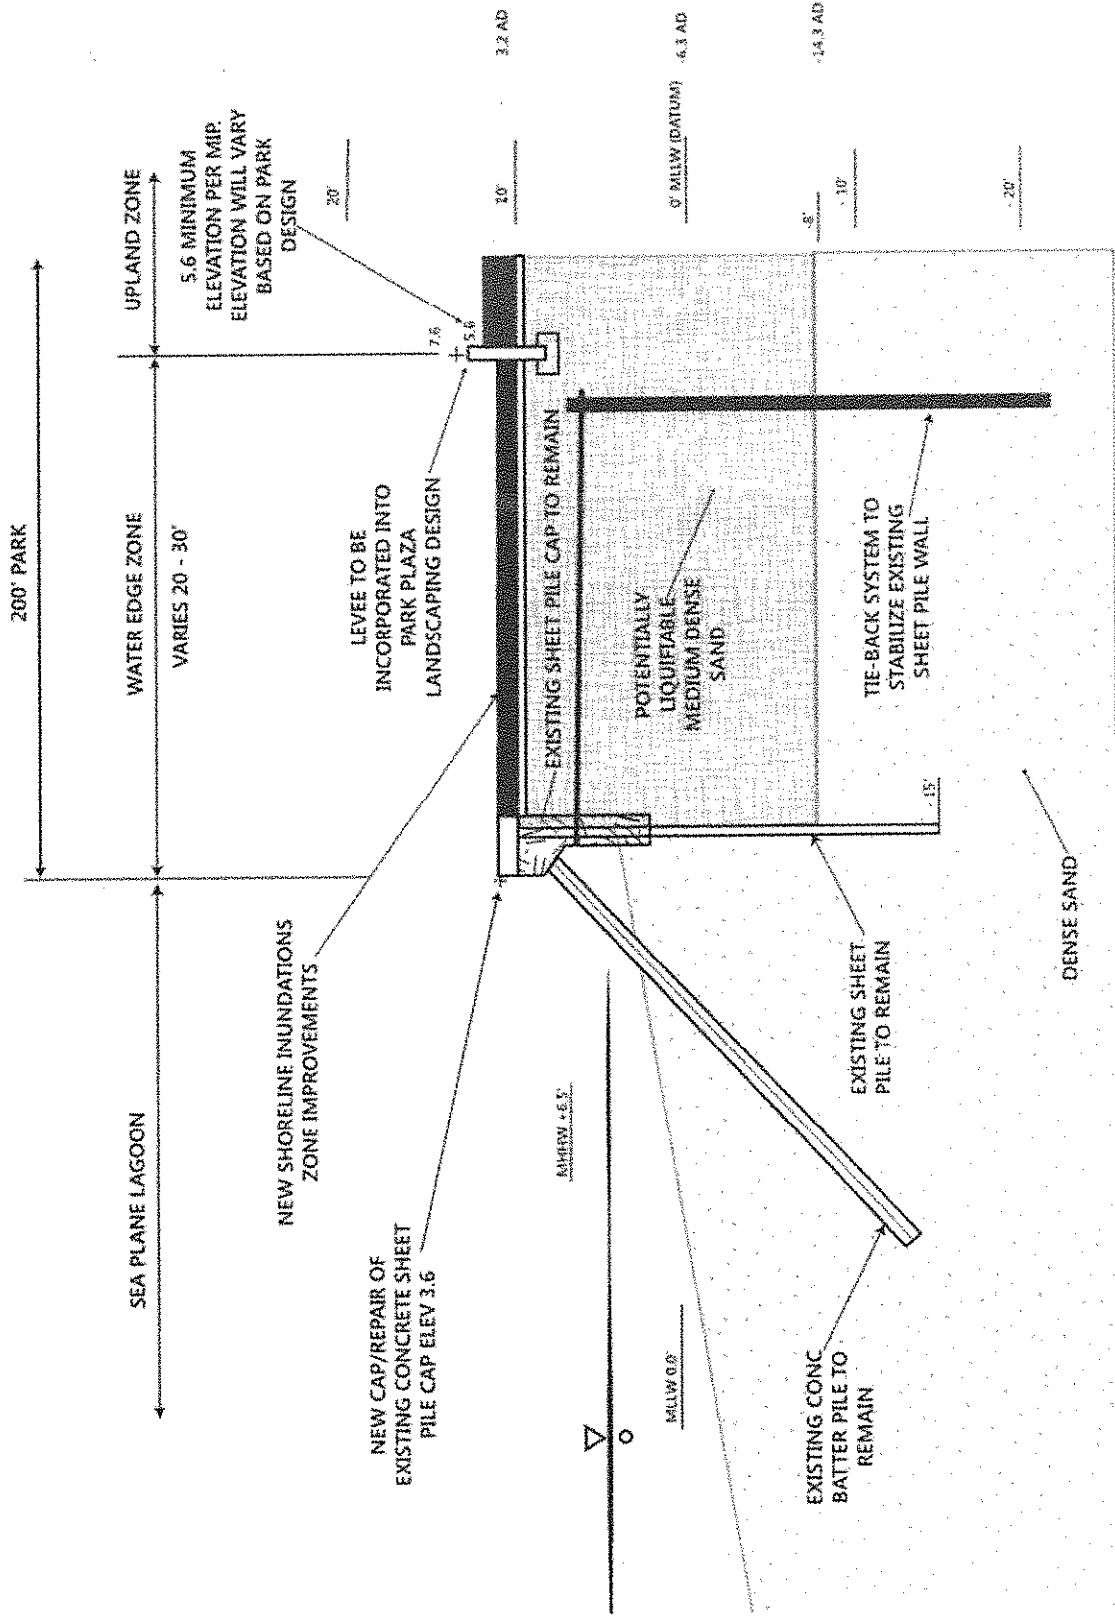 200' PARK
SEA PLANE LAGOON
WATER EDGE ZONE
VARIES 20 - 30'
UPLAND ZONE
5.6 MINIMUM
ELEVATION PER MIP.
ELEVATION WILL VARY
BASED ON PARK
DESIGN
NEW SHORELINE INUNDATIONS
ZONE IMPROVEMENTS
LEVEE TO BE
INCORPORATED INTO
PARK PLAZA
LANDSCAPING DESIGN
7.6
5.6
NEW CAP/REPAIR OF
EXISTING CONCRETE SHEET
PILE CAP ELEV 3.6
20'
10'
3.2 AD
EXISTING SHEET PILE CAP TO REMAIN
MHHW +6.5'
MLLW 0.0'
POTENTIALLY
LIQUIFIABLE
MEDIUM DENSE
SAND
0' MLLW (DATUM)
-6.3 AD
-8'
-14.3 AD
-10'
-15'
-20'
EXISTING CONC
BATTER PILE TO
REMAIN
EXISTING SHEET
PILE TO REMAIN
TIE-BACK SYSTEM TO
STABILIZE EXISTING
SHEET PILE WALL
DENSE SAND